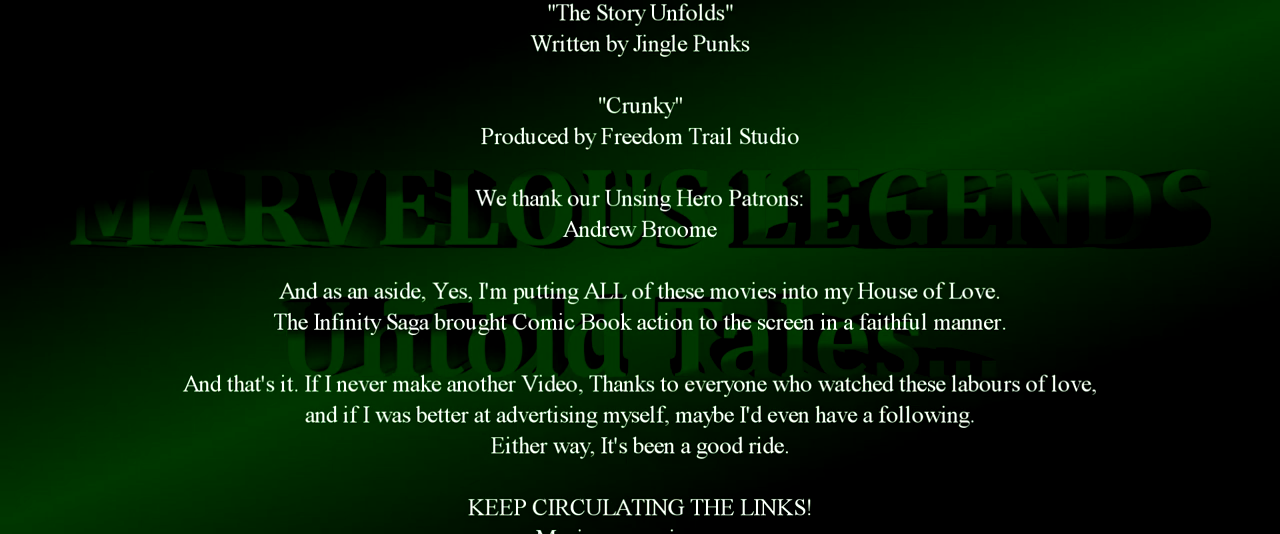 "The Story Unfolds"
Written by Jingle Punks
"Crunky"
Produced by Freedom Trail Studio
MARVELOUS LEGENDS
We thank our Unsing Hero Patrons:
Andrew Broome
And as an aside, Yes, I'm putting ALL of these movies into my House of Love.
The Infinity Saga brought Comic Book action to the screen in a faithful manner.
Untold Tales...
And that's it. If I never make another Video, Thanks to everyone who watched these labours of love,
and if I was better at advertising myself, maybe I'd even have a following.
Either way, It's been a good ride.
KEEP CIRCULATING THE LINKS!